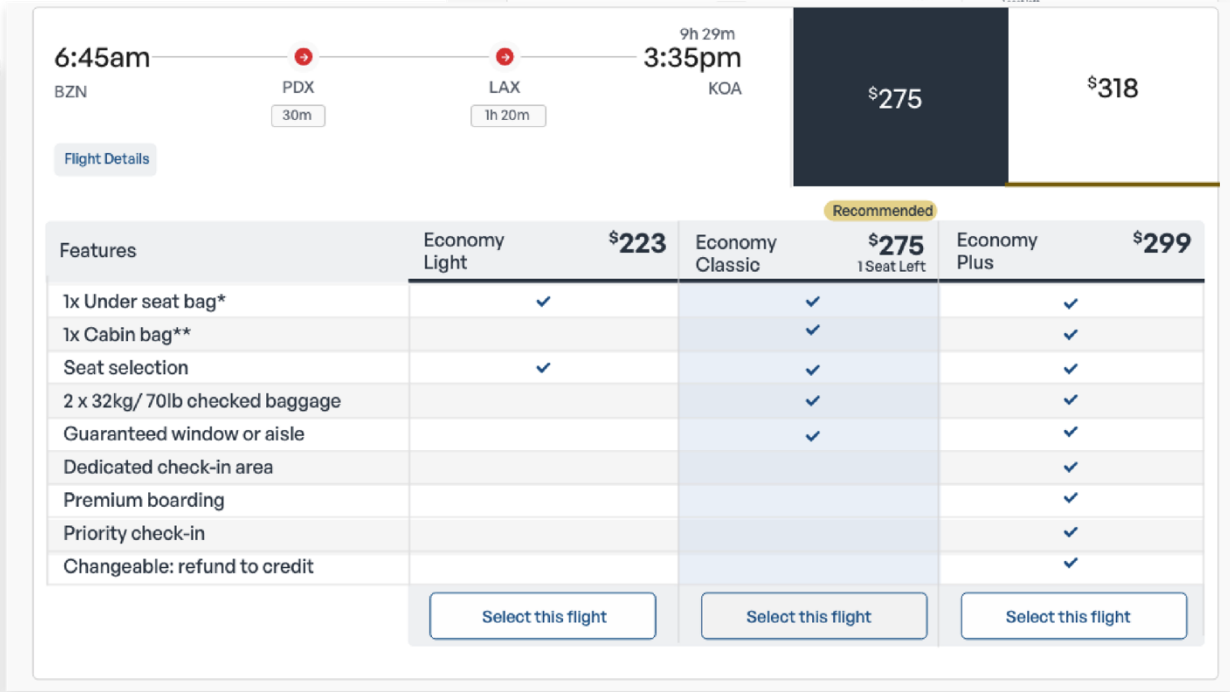 9h 29m
6:45am 3:35pm
BZN PDX LAX KOA
30m 1h 20m
$275 $318
Flight Details
Recommended
Features
Economy Light $223
Economy Classic $275
1 Seat Left
Economy Plus $299
1x Under seat bag*
1x Cabin bag**
Seat selection
2 x 32kg/ 70lb checked baggage
Guaranteed window or aisle
Dedicated check-in area
Premium boarding
Priority check-in
Changeable: refund to credit
Select this flight Select this flight Select this flight